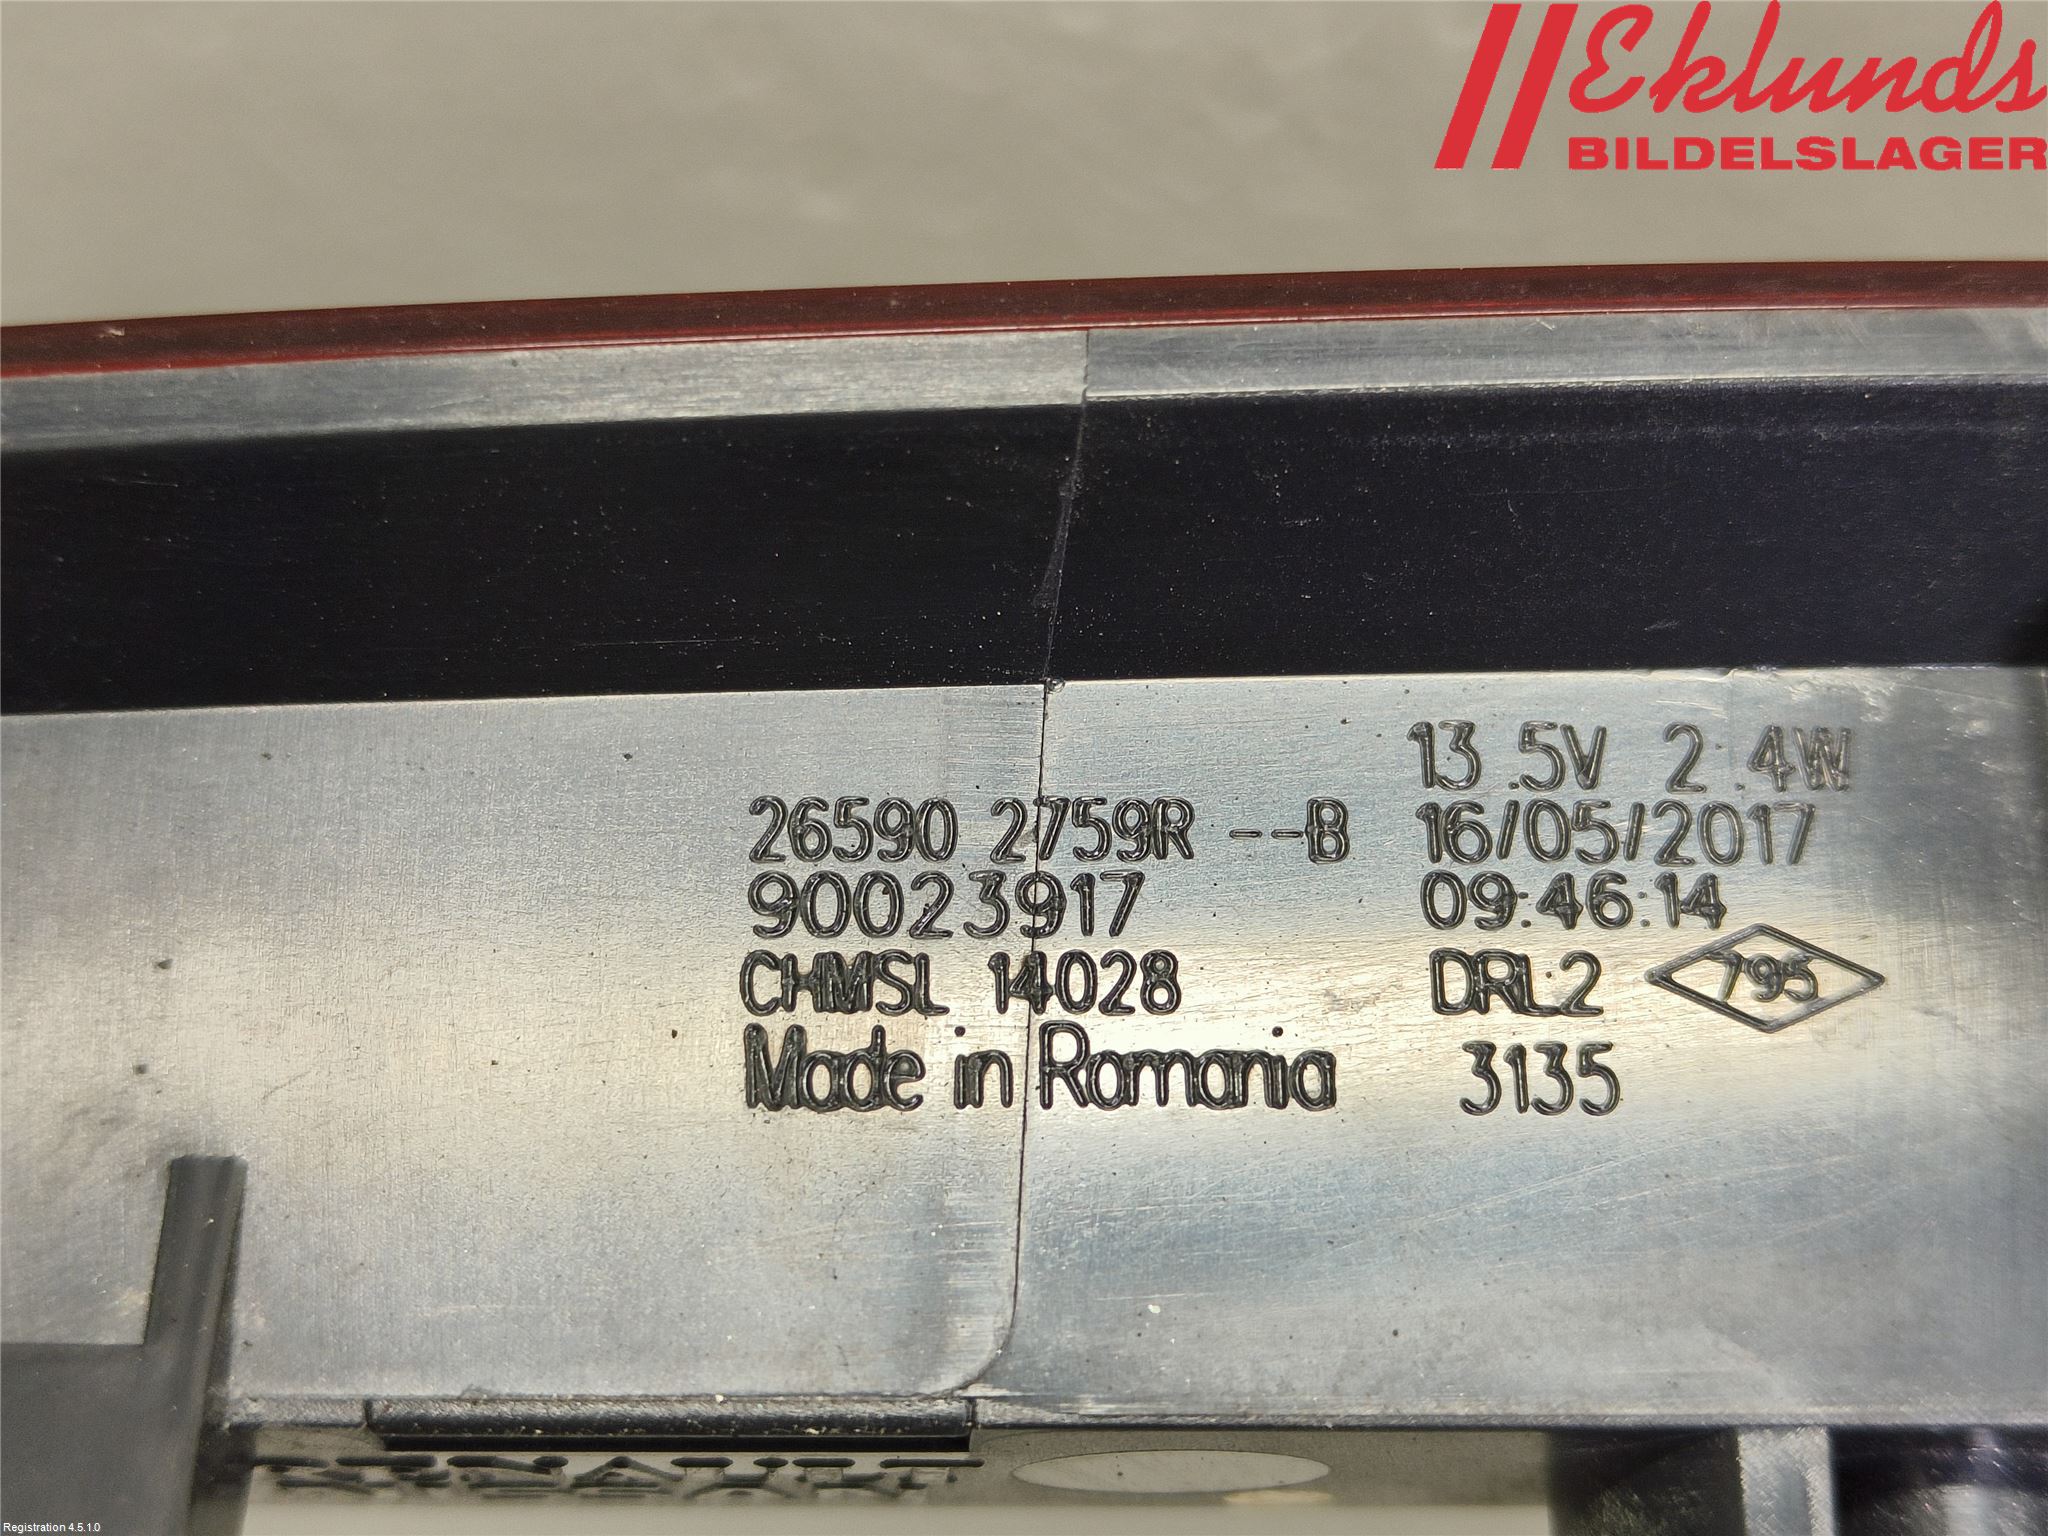 Eklunds
BILDELSLAGER
13.5V 2.4W
26590 2759R --B 16/05/2017
90023917 09:46:14
CHMSL 14028 DRL2 795
Made in Romania 3135
RENAULT
Registration 4.5.1.0